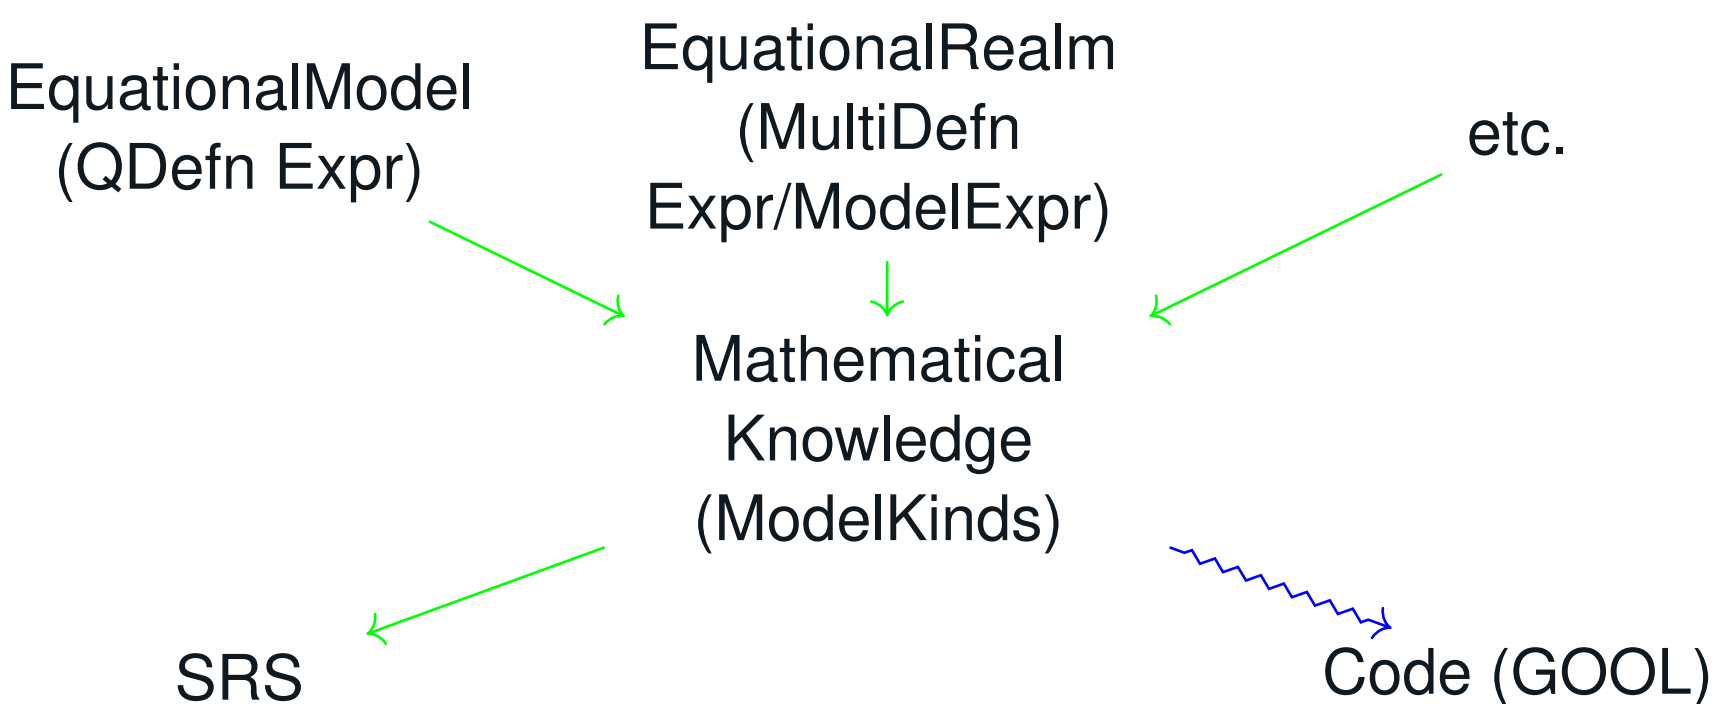 EquationalModel
(QDefn Expr)
EquationalRealm
(MultiDefn
Expr/ModelExpr)
etc.
Mathematical
Knowledge
(ModelKinds)
SRS
Code (GOOL)